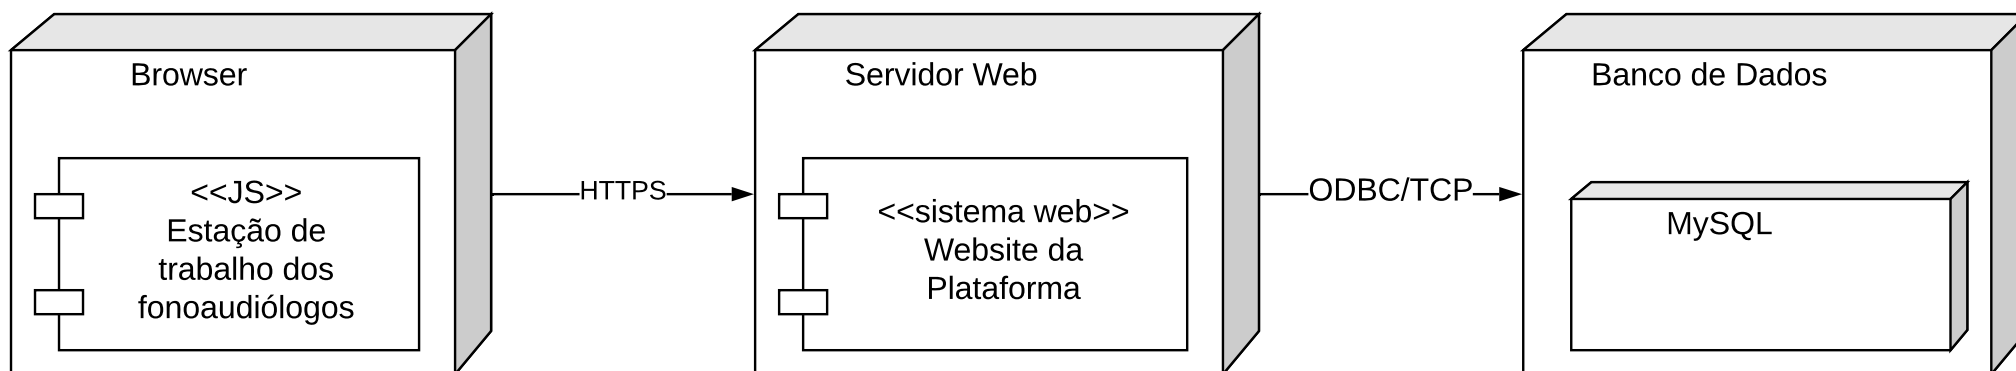 Browser
<<JS>>
Estação de
trabalho dos
fonoaudiólogos
HTTPS
Servidor Web
<<sistema web>>
Website da
Plataforma
ODBC/TCP
Banco de Dados
MySQL